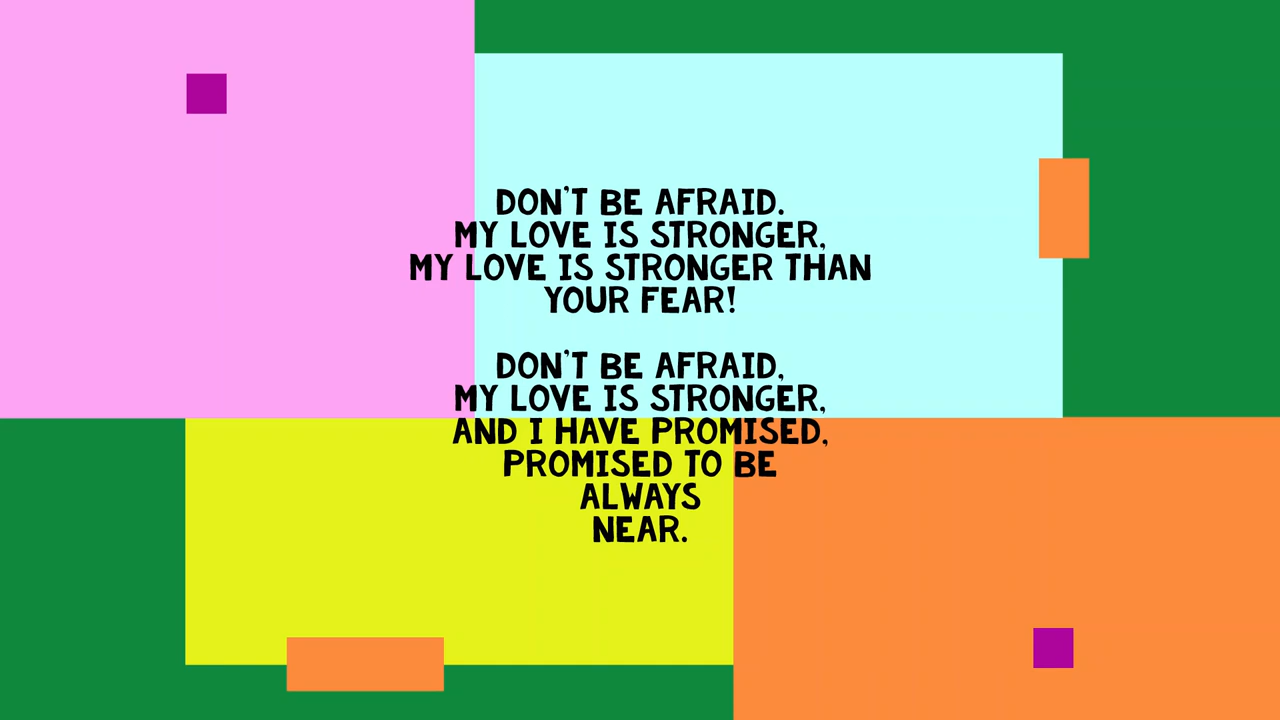 DON'T BE AFRAID.
MY LOVE IS STRONGER,
MY LOVE IS STRONGER THAN
YOUR FEAR!
DON'T BE AFRAID,
MY LOVE IS STRONGER,
AND I HAVE PROMISED,
PROMISED TO BE
ALWAYS
NEAR.